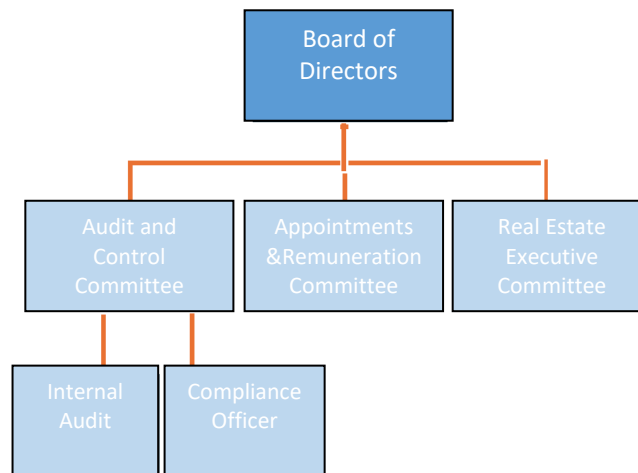 Board of
Directors
Audit and
Control
Committee
Appointments
&Remuneration
Committee
Real Estate
Executive
Committee
Internal
Audit
Compliance
Officer